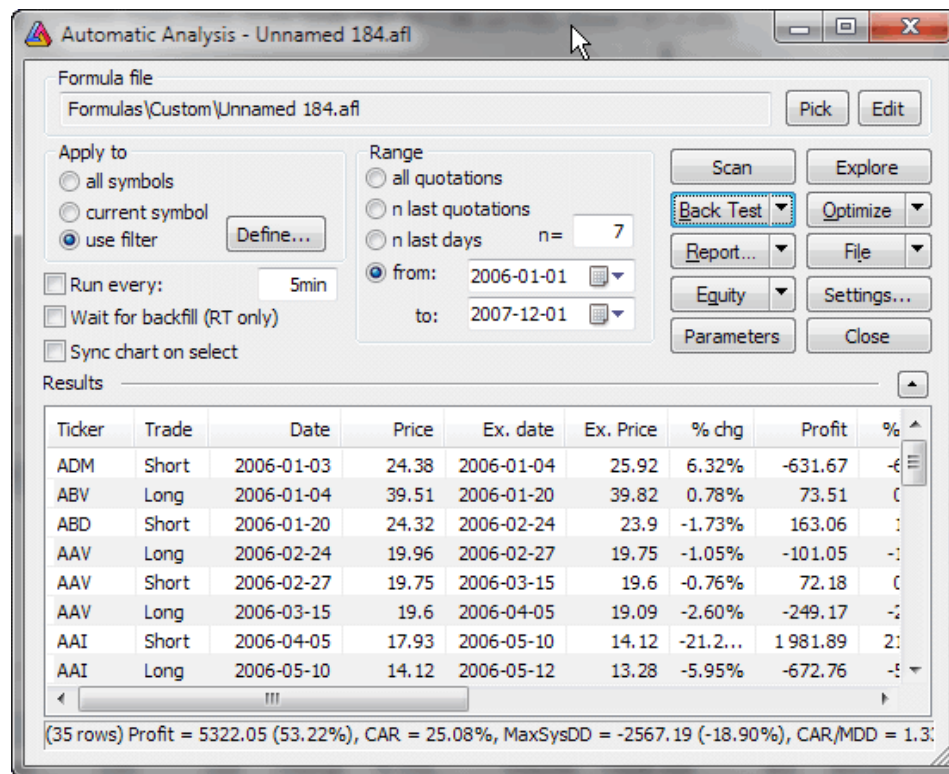 Automatic Analysis - Unnamed 184.afl
Formula file
Formulas\Custom\Unnamed 184.afl
Pick
Edit
Apply to
all symbols
current symbol
use filter
Define...
Run every:
5min
Wait for backfill (RT only)
Sync chart on select
Range
all quotations
n last quotations
n last days
n=
7
from:
2006-01-01
to:
2007-12-01
Scan
Explore
Back Test
Optimize
Report...
File
Equity
Settings...
Parameters
Close
Results
Ticker Trade Date Price Ex. date Ex. Price % chg Profit %
ADM Short 2006-01-03 24.38 2006-01-04 25.92 6.32% -631.67
ABV Long 2006-01-04 39.51 2006-01-20 39.82 0.78% 73.51
ABD Short 2006-01-20 24.32 2006-02-24 23.9 -1.73% 163.06
AAV Long 2006-02-24 19.96 2006-02-27 19.75 -1.05% -101.05
AAV Short 2006-02-27 19.75 2006-03-15 19.6 -0.76% 72.18
AAV Long 2006-03-15 19.6 2006-04-05 19.09 -2.60% -249.17
AAI Short 2006-04-05 17.93 2006-05-10 14.12 -21.2... 1 981.89
AAI Long 2006-05-10 14.12 2006-05-12 13.28 -5.95% -672.76
(35 rows) Profit = 5322.05 (53.22%), CAR = 25.08%, MaxSysDD = -2567.19 (-18.90%), CAR/MDD = 1.3